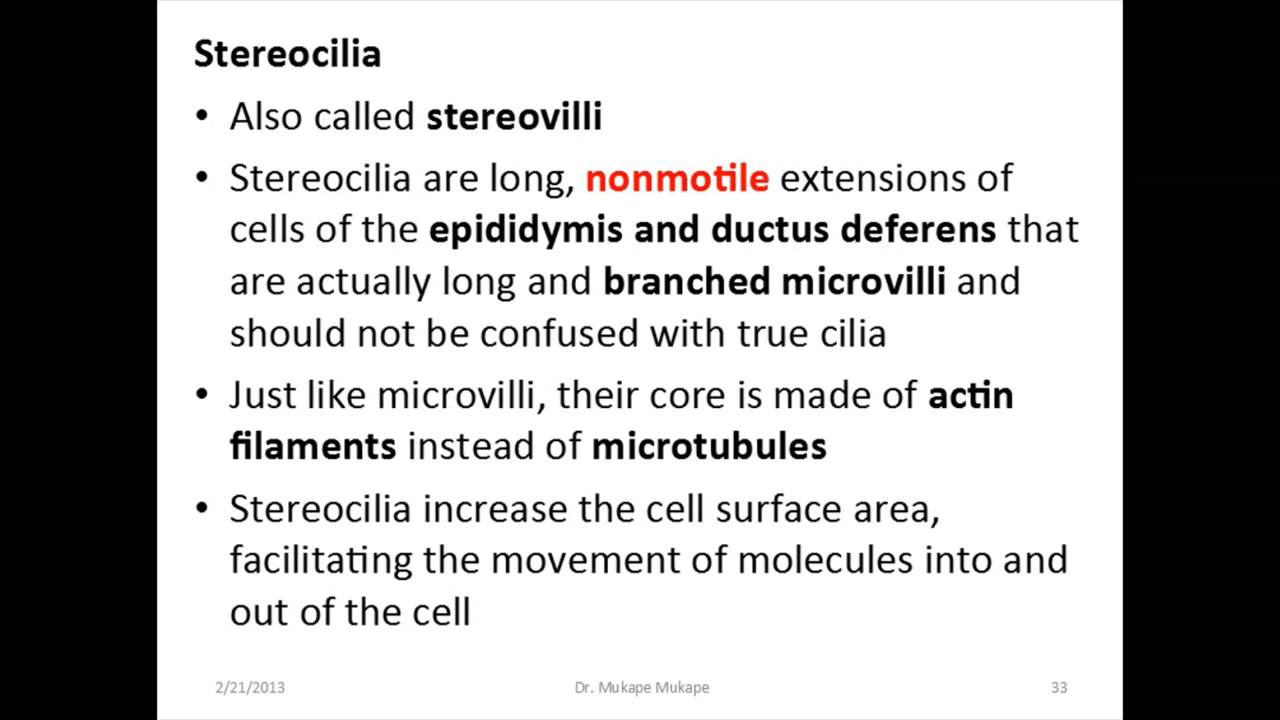 Stereocilia
• Also called stereovilli
• Stereocilia are long, nonmotile extensions of
cells of the epididymis and ductus deferens that
are actually long and branched microvilli and
should not be confused with true cilia
• Just like microvilli, their core is made of actin
filaments instead of microtubules
• Stereocilia increase the cell surface area,
facilitating the movement of molecules into and
out of the cell
2/21/2013 Dr. Mukape Mukape 33